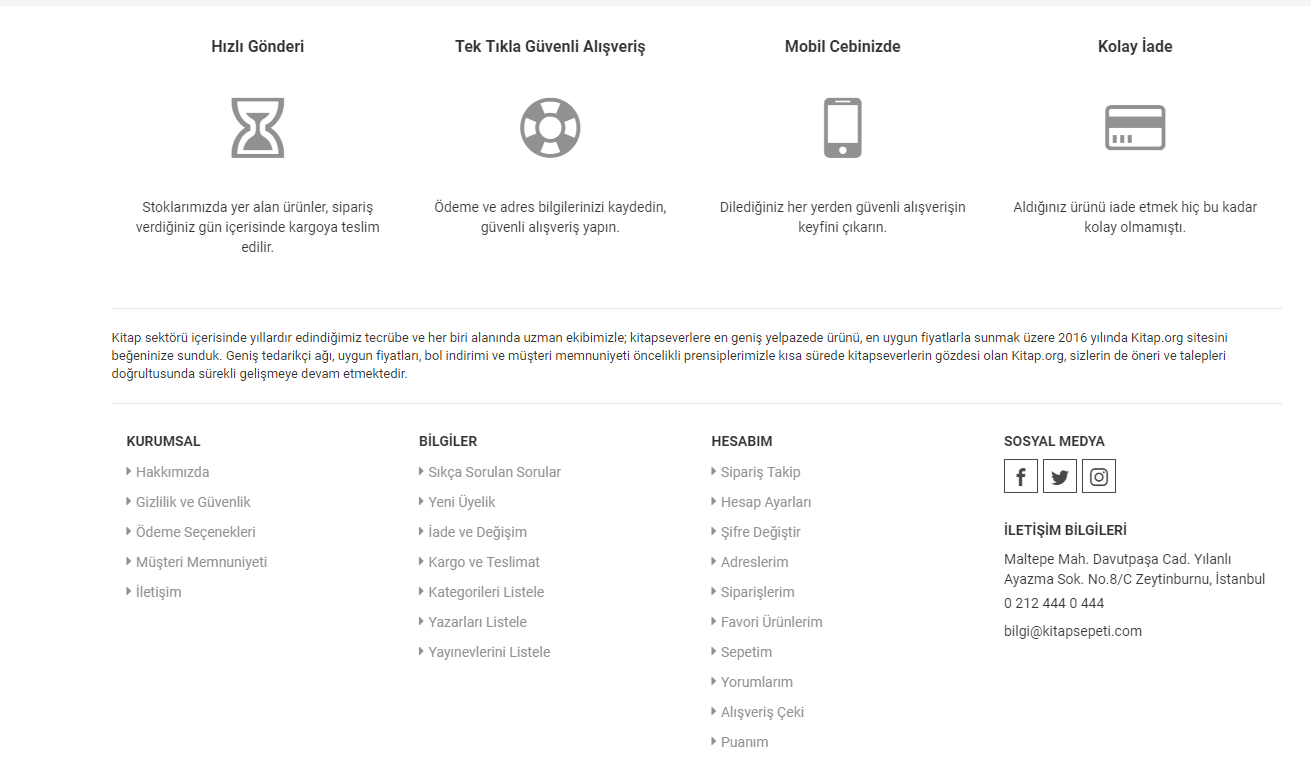 Hızlı Gönderi
Tek Tıkla Güvenli Alışveriş
Mobil Cebinizde
Kolay İade
Stoklarımızda yer alan ürünler, sipariş
verdiğiniz gün içerisinde kargoya teslim
edilir.
Ödeme ve adres bilgilerinizi kaydedin,
güvenli alışveriş yapın.
Dilediğiniz her yerden güvenli alışverişin
keyfini çıkarın.
Aldığınız ürünü iade etmek hiç bu kadar
kolay olmamıştı.
Kitap sektörü içerisinde yıllardır edindiğimiz tecrübe ve her biri alanında uzman ekibimizle; kitapseverlere en geniş yelpazede ürünü, en uygun fiyatlarla sunmak üzere 2016 yılında Kitap.org sitesini
beğeninize sunduk. Geniş tedarikçi ağı, uygun fiyatları, bol indirimi ve müşteri memnuniyeti öncelikli prensiplerimizle kısa sürede kitapseverlerin gözdesi olan Kitap.org, sizlerin de öneri ve talepleri
doğrultusunda sürekli gelişmeye devam etmektedir.
KURUMSAL
Hakkımızda
Gizlilik ve Güvenlik
Ödeme Seçenekleri
Müşteri Memnuniyeti
İletişim
BİLGİLER
Sıkça Sorulan Sorular
Yeni Üyelik
İade ve Değişim
Kargo ve Teslimat
Kategorileri Listele
Yazarları Listele
Yayınevlerini Listele
HESABIM
Sipariş Takip
Hesap Ayarları
Şifre Değiştir
Adreslerim
Siparişlerim
Favori Ürünlerim
Sepetim
Yorumlarım
Alışveriş Çeki
Puanım
SOSYAL MEDYA
İLETİŞİM BİLGİLERİ
Maltepe Mah. Davutpaşa Cad. Yılanlı
Ayazma Sok. No.8/C Zeytinburnu, İstanbul
0 212 444 0 444
bilgi@kitapsepeti.com